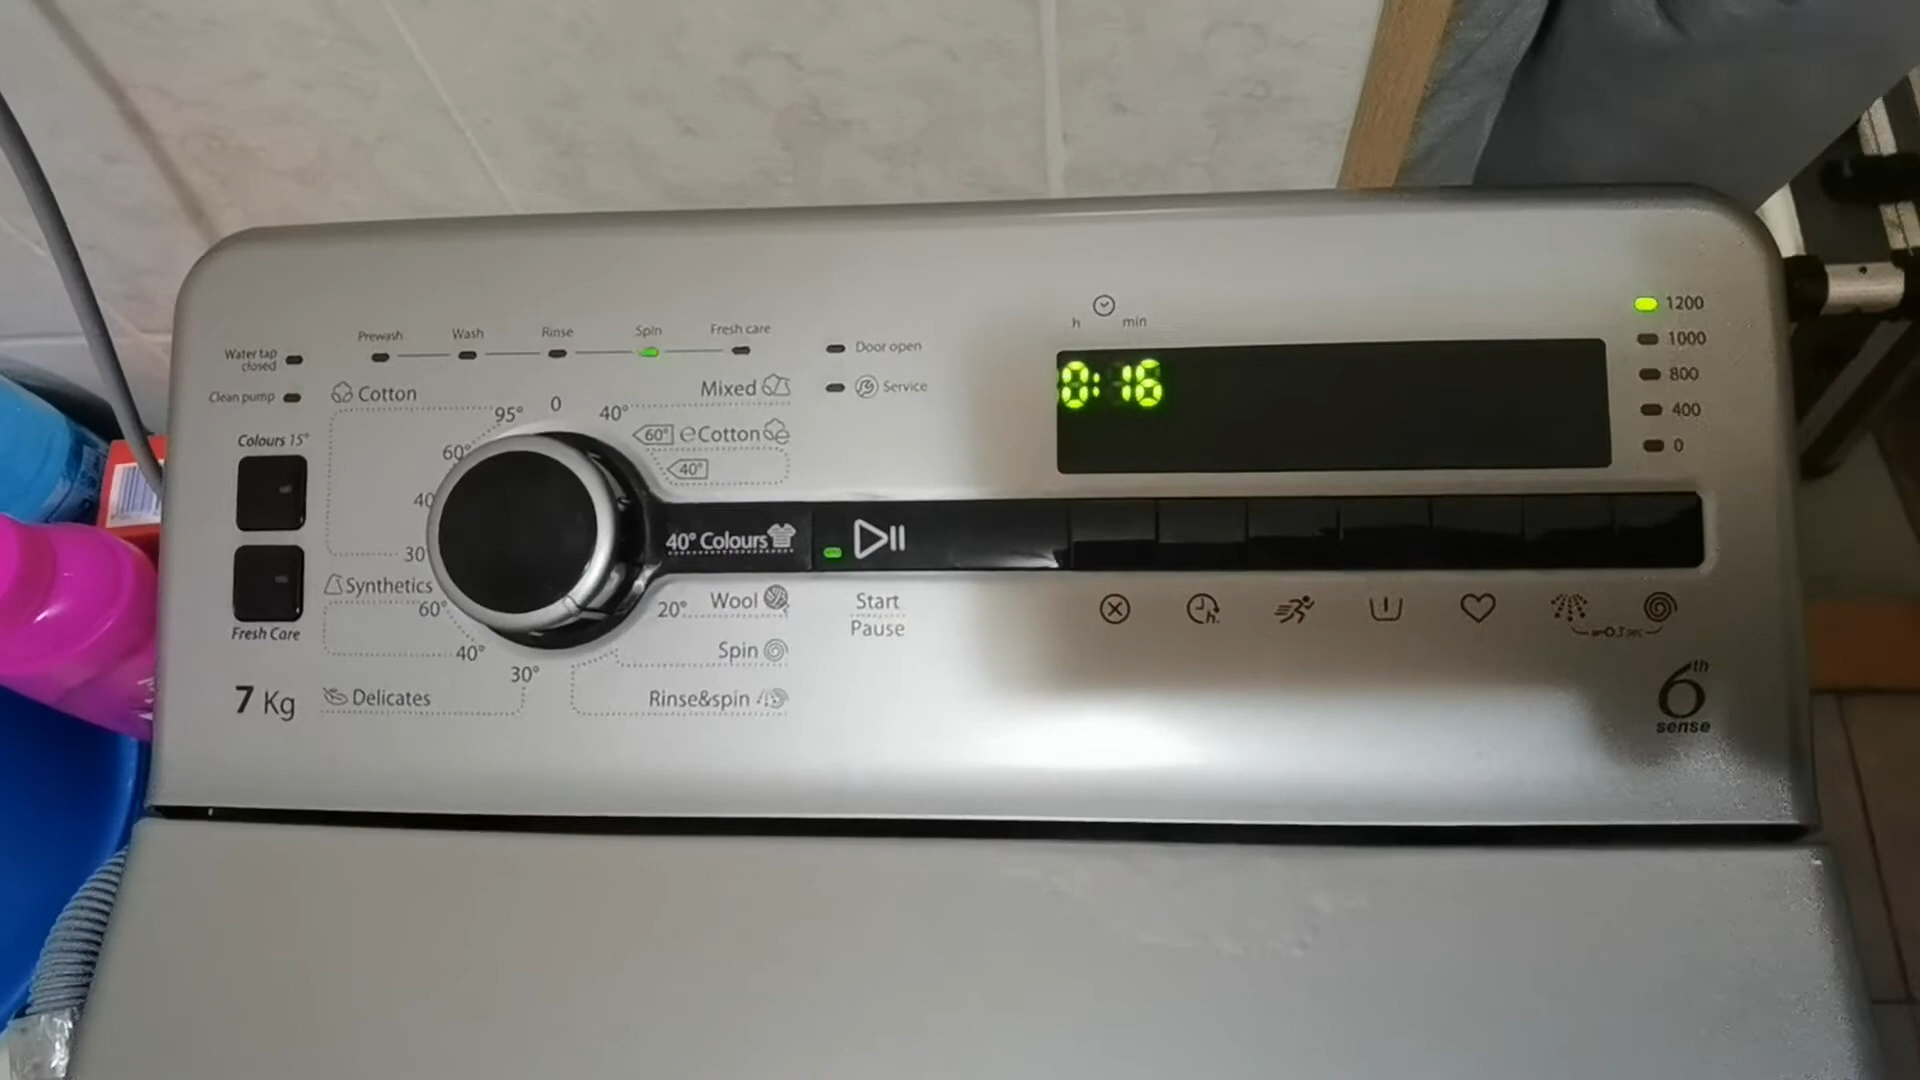 h min
1200
Prewash Wash Rinse Spin Fresh care
Water tap closed
Door open
1000
Clean pump
Cotton
Mixed
Service
0:16
800
95° 0 40°
400
Colours 15°
60°
60° eCotton
0
40°
40
30
40° Colours
Synthetics
60°
20° Wool
Start
Pause
h.
Fresh Care
40°
Spin
30°
7 Kg
Delicates
Rinse&spin
6th
sense